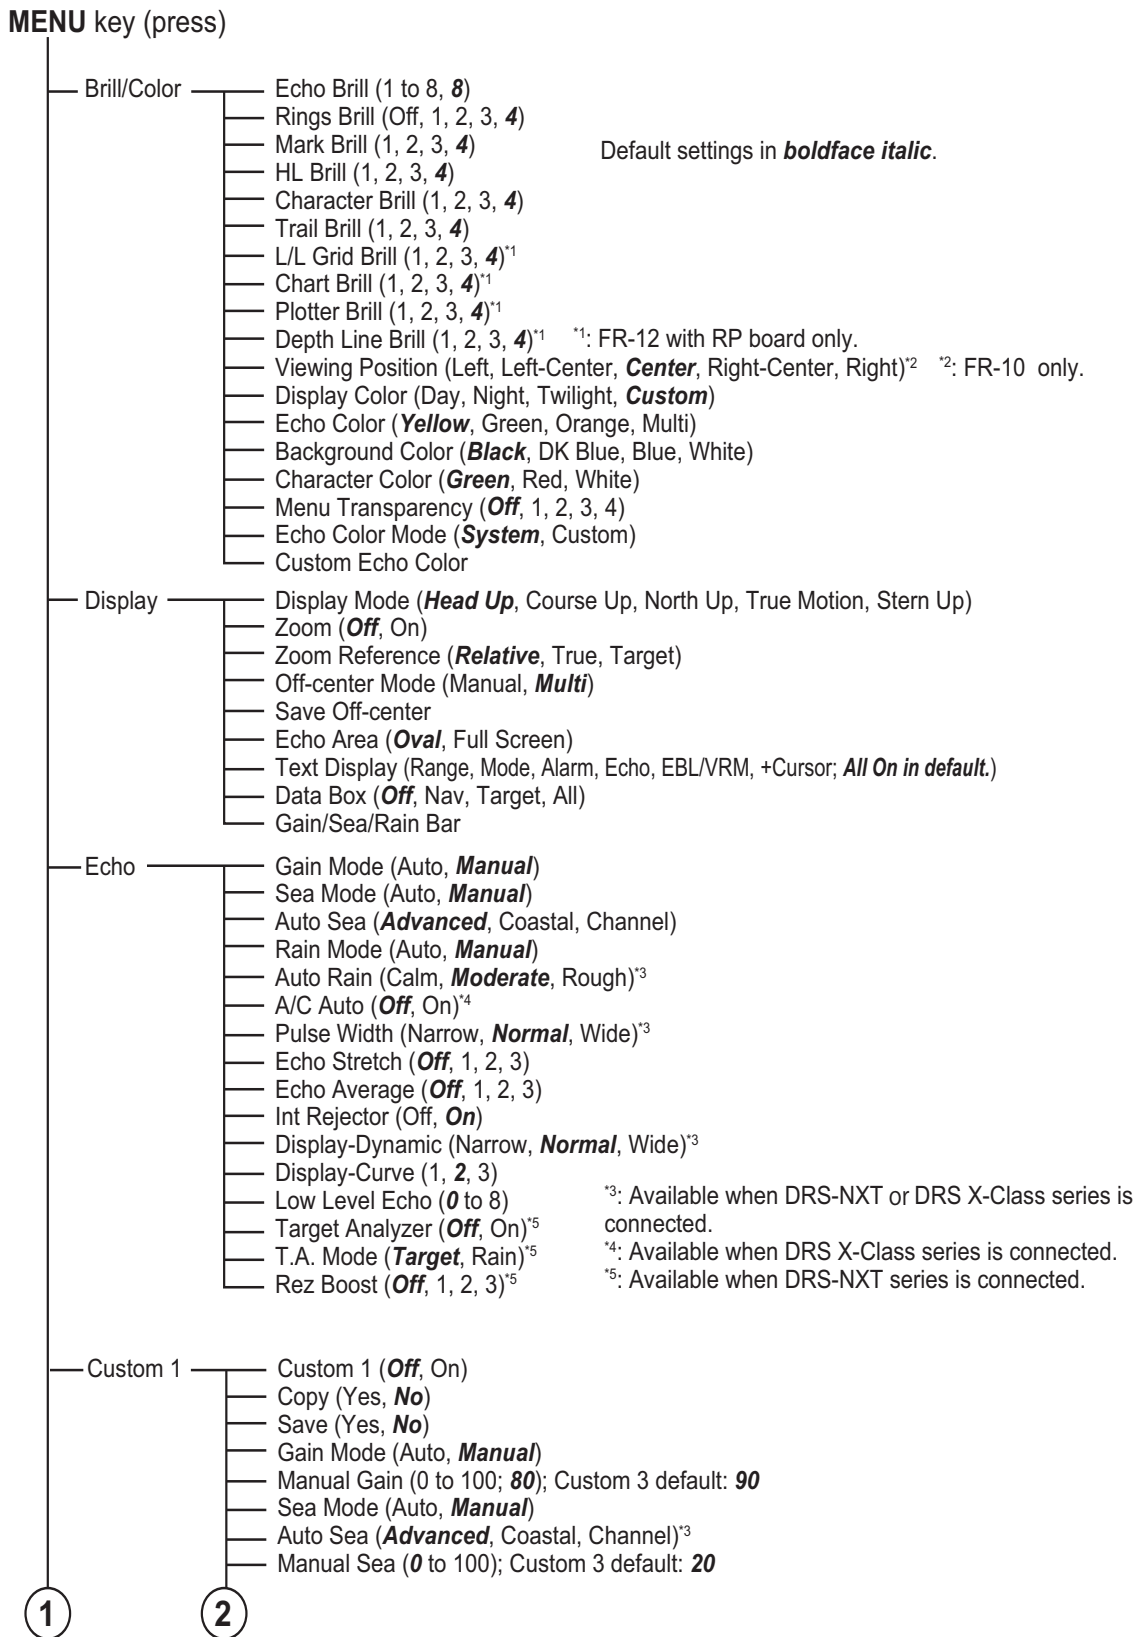 MENU key (press)
Brill/Color
Echo Brill (1 to 8, 8)
Rings Brill (Off, 1, 2, 3, 4)
Mark Brill (1, 2, 3, 4)
Default settings in boldface italic.
HL Brill (1, 2, 3, 4)
Character Brill (1, 2, 3, 4)
Trail Brill (1, 2, 3, 4)
L/L Grid Brill (1, 2, 3, 4)*1
Chart Brill (1, 2, 3, 4)*1
Plotter Brill (1, 2, 3, 4)*1
Depth Line Brill (1, 2, 3, 4)*1 *1: FR-12 with RP board only.
Viewing Position (Left, Left-Center, Center, Right-Center, Right)*2 *2: FR-10 only.
Display Color (Day, Night, Twilight, Custom)
Echo Color (Yellow, Green, Orange, Multi)
Background Color (Black, DK Blue, Blue, White)
Character Color (Green, Red, White)
Menu Transparency (Off, 1, 2, 3, 4)
Echo Color Mode (System, Custom)
Custom Echo Color
Display
Display Mode (Head Up, Course Up, North Up, True Motion, Stern Up)
Zoom (Off, On)
Zoom Reference (Relative, True, Target)
Off-center Mode (Manual, Multi)
Save Off-center
Echo Area (Oval, Full Screen)
Text Display (Range, Mode, Alarm, Echo, EBL/VRM, +Cursor; All On in default.)
Data Box (Off, Nav, Target, All)
Gain/Sea/Rain Bar
Echo
Gain Mode (Auto, Manual)
Sea Mode (Auto, Manual)
Auto Sea (Advanced, Coastal, Channel)
Rain Mode (Auto, Manual)
Auto Rain (Calm, Moderate, Rough)*3
A/C Auto (Off, On)*4
Pulse Width (Narrow, Normal, Wide)*3
Echo Stretch (Off, 1, 2, 3)
Echo Average (Off, 1, 2, 3)
Int Rejector (Off, On)
Display-Dynamic (Narrow, Normal, Wide)*3
Display-Curve (1, 2, 3)
Low Level Echo (0 to 8)
Target Analyzer (Off, On)*5
T.A. Mode (Target, Rain)*5
Rez Boost (Off, 1, 2, 3)*5
*3: Available when DRS-NXT or DRS X-Class series is
connected.
*4: Available when DRS X-Class series is connected.
*5: Available when DRS-NXT series is connected.
Custom 1
Custom 1 (Off, On)
Copy (Yes, No)
Save (Yes, No)
Gain Mode (Auto, Manual)
Manual Gain (0 to 100; 80); Custom 3 default: 90
Sea Mode (Auto, Manual)
Auto Sea (Advanced, Coastal, Channel)*3
Manual Sea (0 to 100); Custom 3 default: 20
1
2